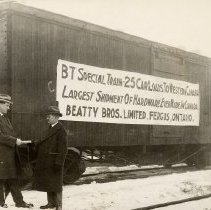 BT SPECIAL TRAIN - 25 CAR LOADS TO WESTERN CANADA
LARGEST SHIPMENT OF HARDWARE EVER MADE IN CANADA
BEATTY BROS. LIMITED, FERGUS, ONTARIO.